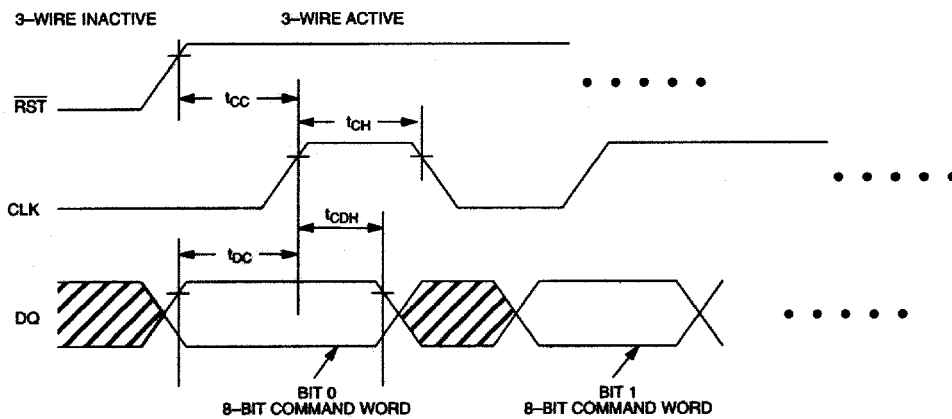 3–WIRE INACTIVE
3–WIRE ACTIVE
RST
tCC
tCH
CLK
tCDH
tDC
DQ
BIT 0
8–BIT COMMAND WORD
BIT 1
8–BIT COMMAND WORD